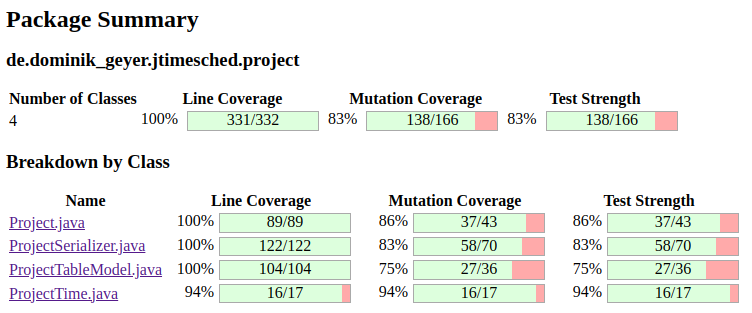 Package Summary
de.dominik_geyer.jtimesched.project
Number of Classes Line Coverage Mutation Coverage Test Strength
4 100% 331/332 83% 138/166 83% 138/166
Breakdown by Class
Name Line Coverage Mutation Coverage Test Strength
Project.java 100% 89/89 86% 37/43 86% 37/43
ProjectSerializer.java 100% 122/122 83% 58/70 83% 58/70
ProjectTableModel.java 100% 104/104 75% 27/36 75% 27/36
ProjectTime.java 94% 16/17 94% 16/17 94% 16/17